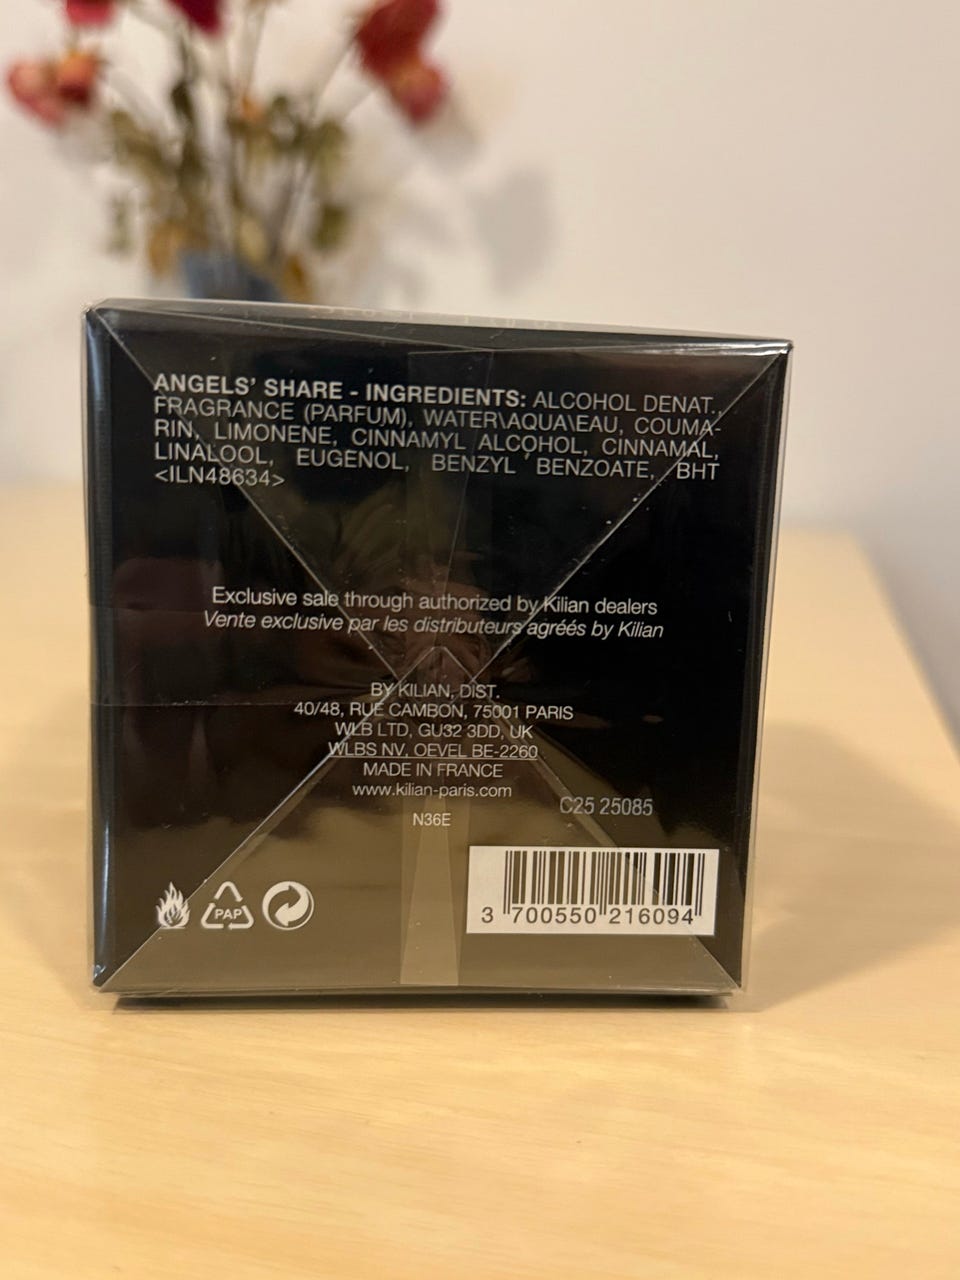 ANGELS' SHARE - INGREDIENTS: ALCOHOL DENAT.,
FRAGRANCE (PARFUM), WATER\AQUA\EAU, COUMA-
RIN, LIMONENE, CINNAMYL ALCOHOL, CINNAMAL,
LINALOOL, EUGENOL, BENZYL BENZOATE, BHT
<ILN48634>
Exclusive sale through authorized by Kilian dealers
Vente exclusive par les distributeurs agréés by Kilian
BY KILIAN, DIST.
40/48, RUE CAMBON, 75001 PARIS
WLB LTD, GU32 3DD, UK
WLBS NV, OEVEL BE-2260
MADE IN FRANCE
www.kilian-paris.com
C25 25085
N36E
PAP
3 700550 216094